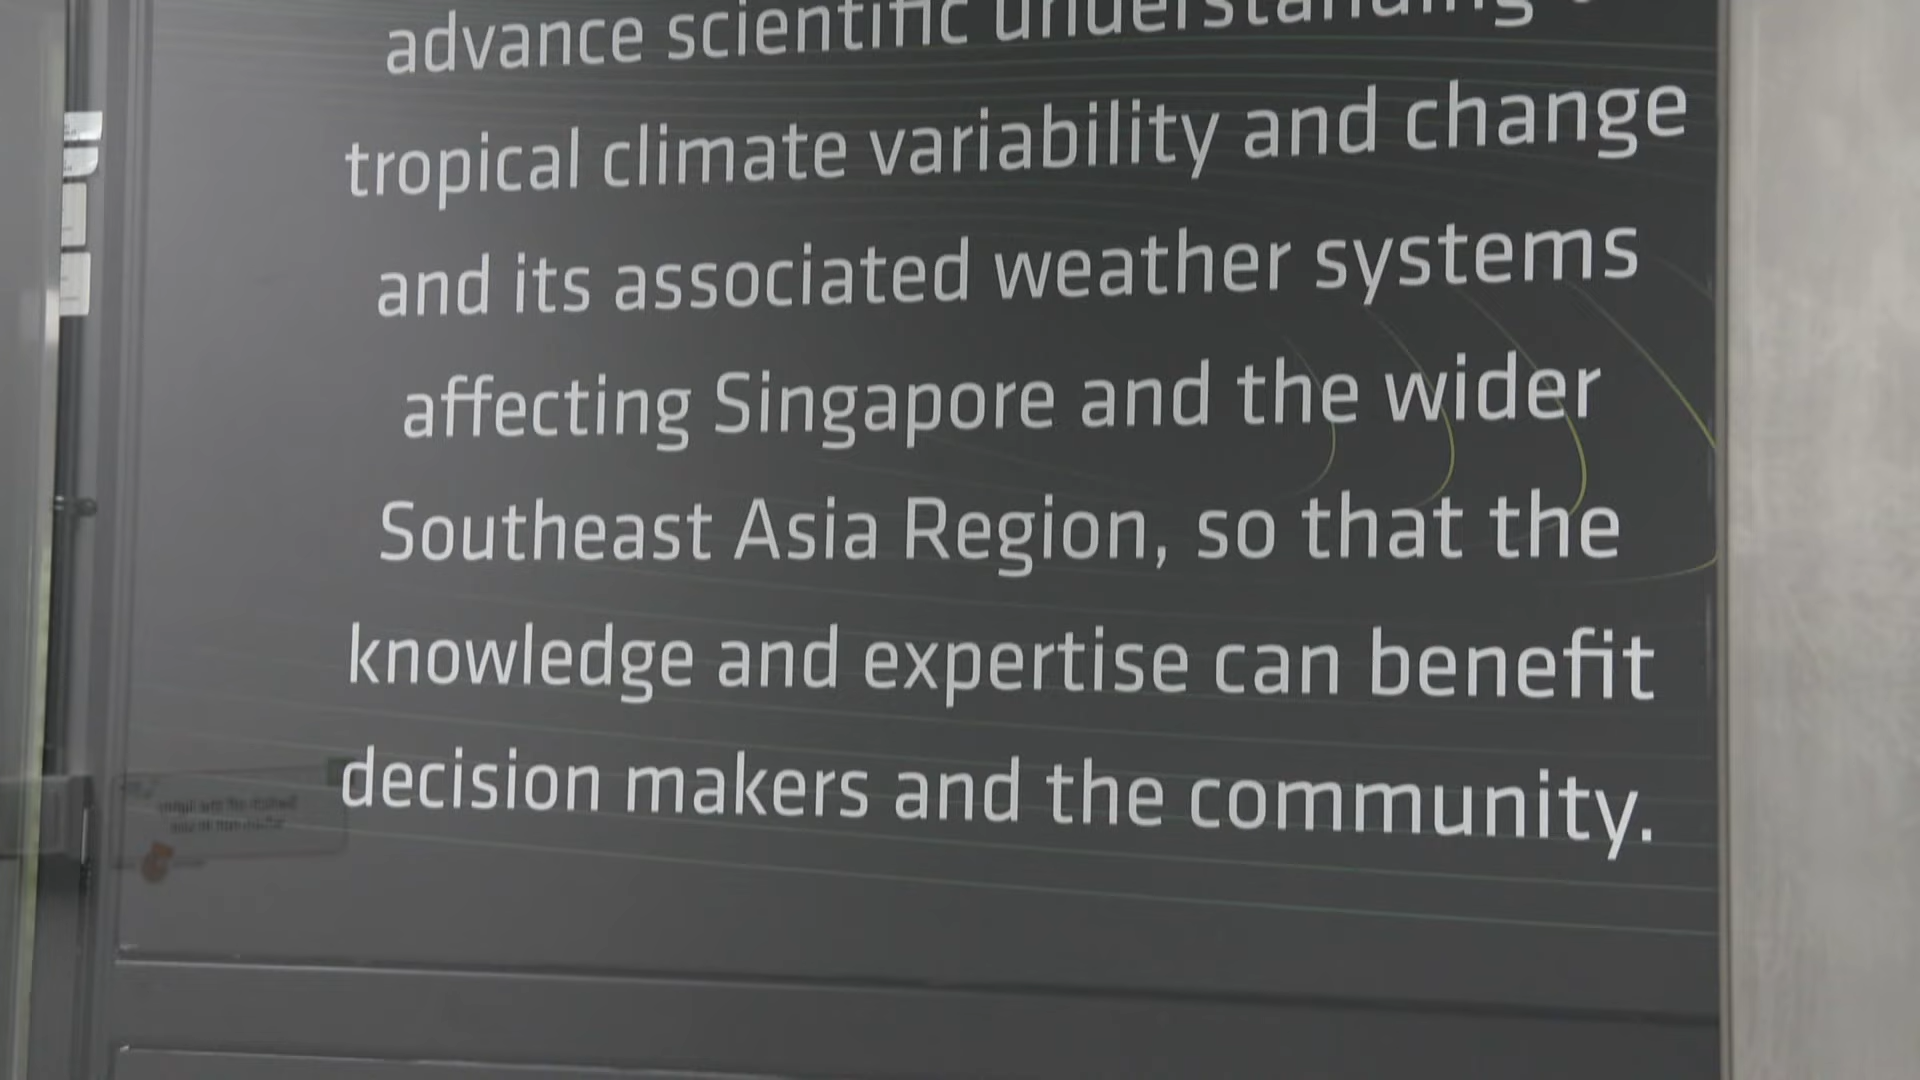 advance scientific understanding
tropical climate variability and change
and its associated weather systems
affecting Singapore and the wider
Southeast Asia Region, so that the
knowledge and expertise can benefit
decision makers and the community.